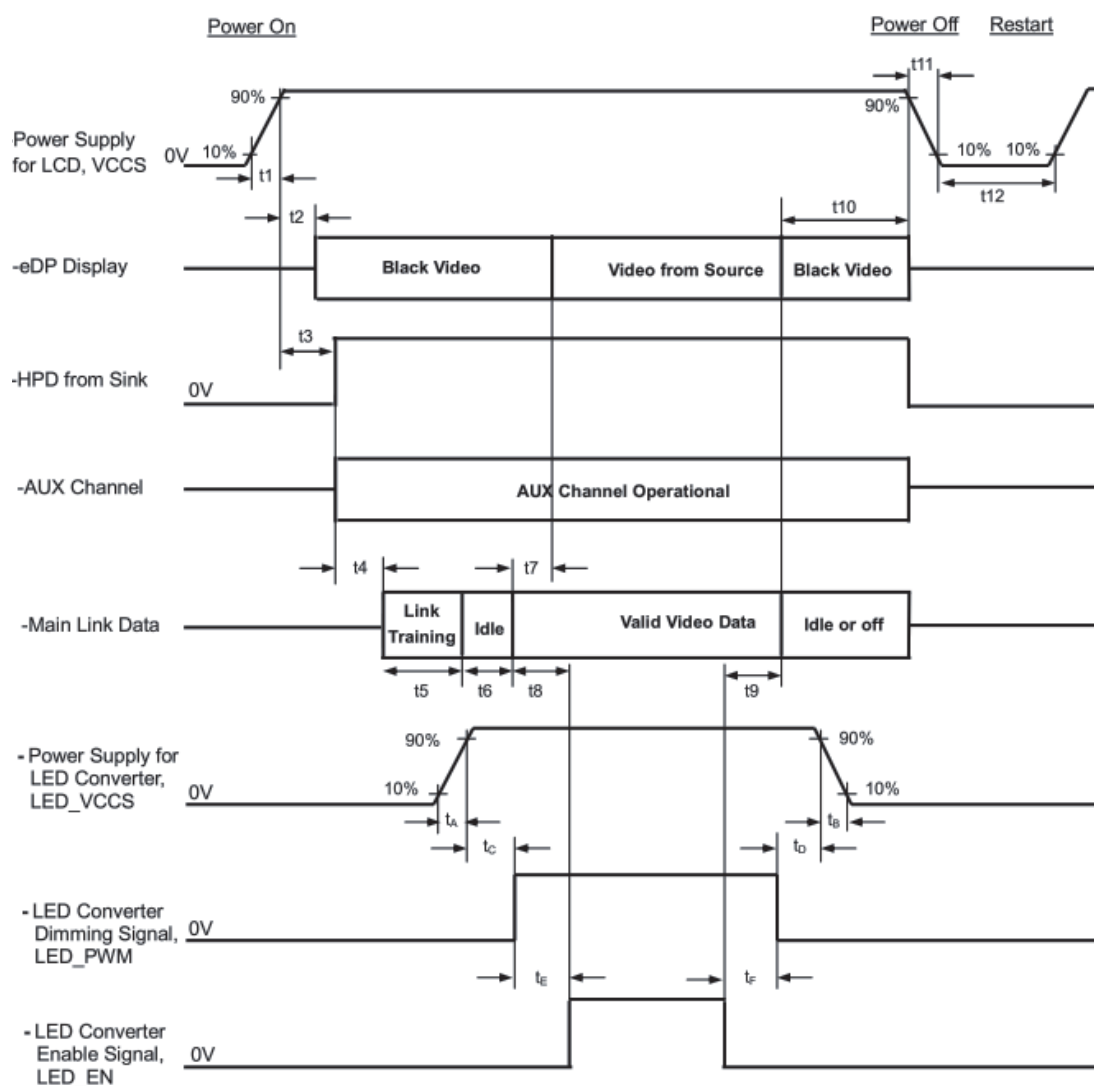 Power On
Power Off Restart
t11
90% 90%
-Power Supply
for LCD, VCCS
0V 10% 10% 10%
t1 t12
t2 t10
-eDP Display
Black Video Video from Source Black Video
t3
-HPD from Sink
0V
-AUX Channel
AUX Channel Operational
t4 t7
-Main Link Data
Link
Training
Idle
Valid Video Data
Idle or off
t5 t6 t8 t9
90% 90%
- Power Supply for
LED Converter,
LED_VCCS
0V 10% 10%
tA tB
tC tD
- LED Converter
Dimming Signal,
LED_PWM
0V
tE tF
- LED Converter
Enable Signal,
LED_EN
0V